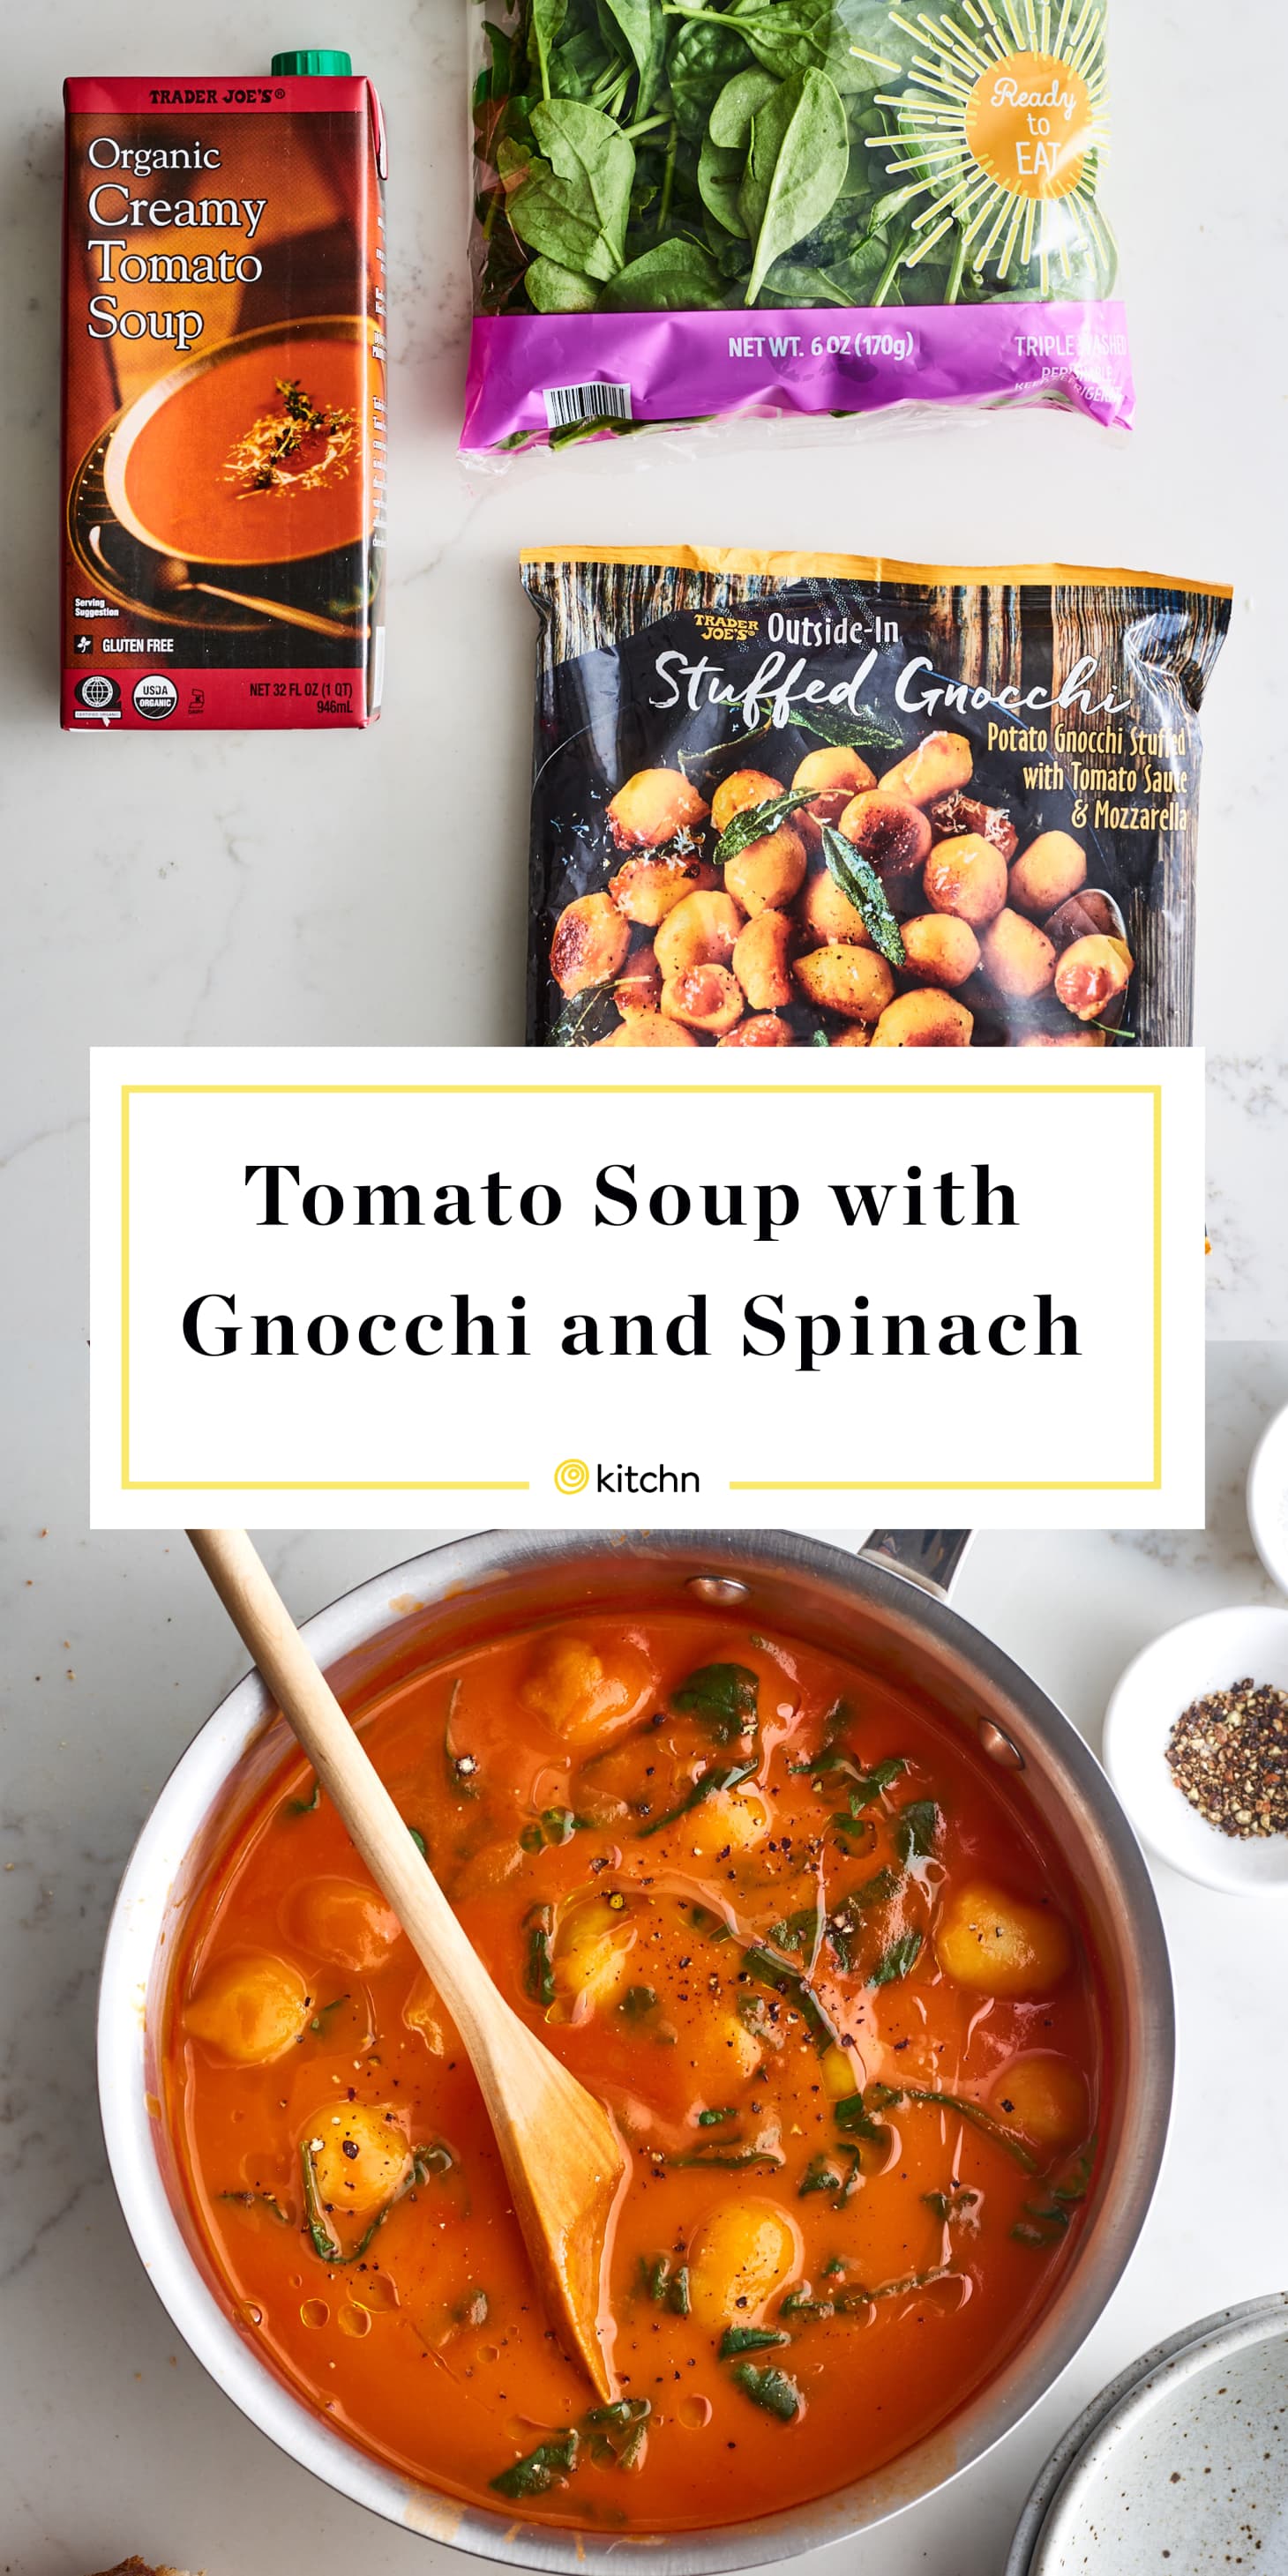 TRADER JOE'S®
Organic
Creamy
Tomato
Soup
Serving
Suggestion
GLUTEN FREE
USDA
ORGANIC
NET 32 FL OZ (1 QT)
946mL
Ready
to
EAT
NET WT. 6 OZ (170g)
TRIPLE WASHED
TRADER
JOE'S® Outside-In
Stuffed Gnocchi
Potato Gnocchi Stuffed
with Tomato Sauce
& Mozzarella
Tomato Soup with
Gnocchi and Spinach
kitchn